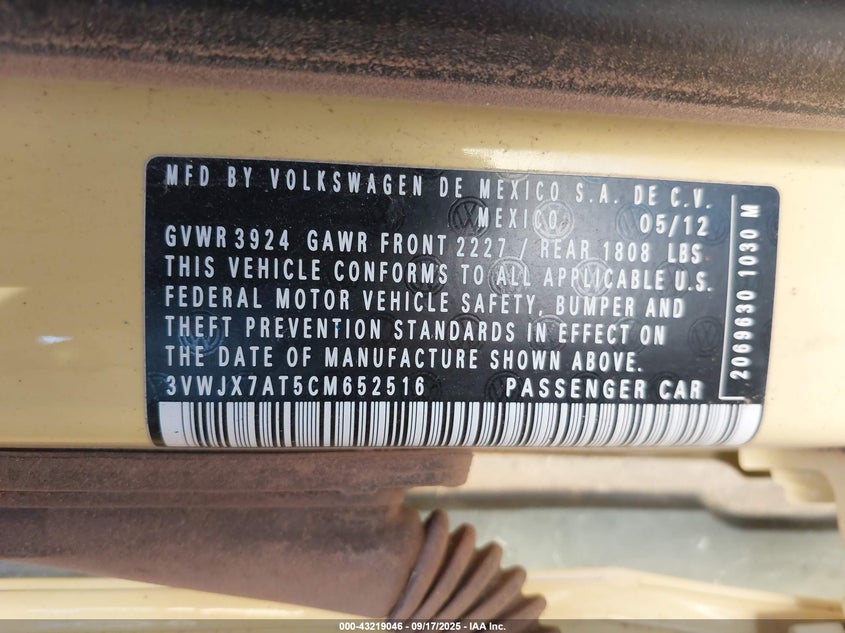 MFD BY VOLKSWAGEN DE MEXICO S.A. DE C.V.
MEXICO 05/12
GVWR 3924 GAWR FRONT 2227 / REAR 1808 LBS
THIS VEHICLE CONFORMS TO ALL APPLICABLE U.S.
FEDERAL MOTOR VEHICLE SAFETY, BUMPER AND
THEFT PREVENTION STANDARDS IN EFFECT ON
THE DATE OF MANUFACTURE SHOWN ABOVE.
3VWJX7AT5CM652516 PASSENGER CAR
2069630 1030 M
000-43219046 - 09/17/2025 - IAA Inc.